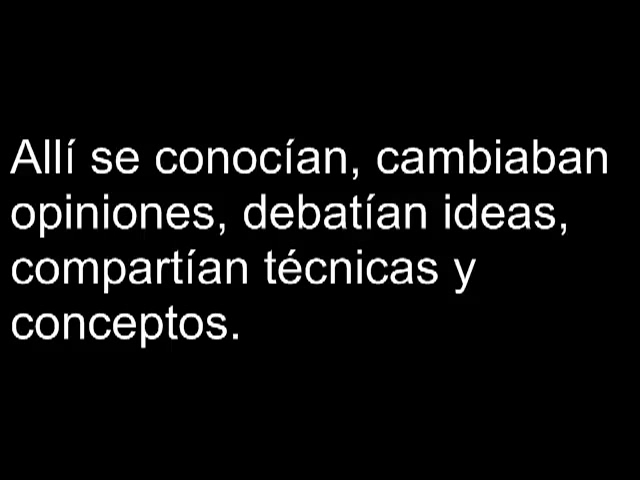 Allí se conocían, cambiaban
opiniones, debatían ideas,
compartían técnicas y
conceptos.